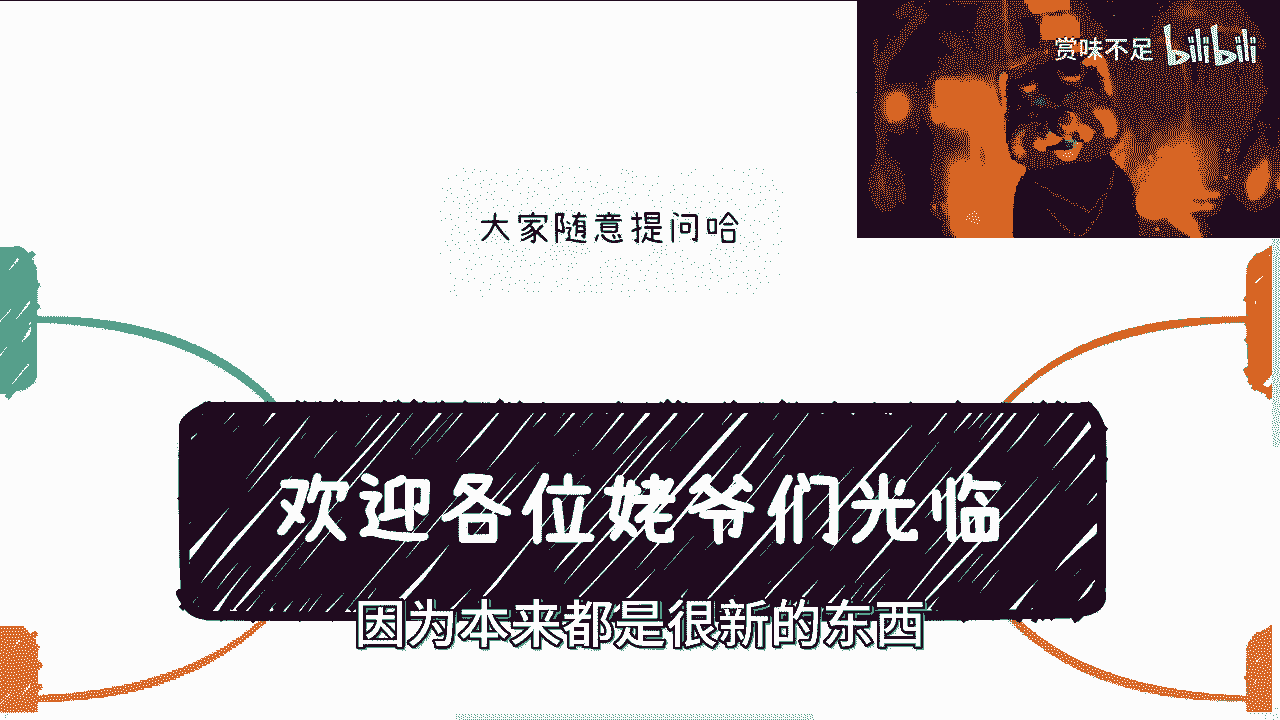 赏味不足 bilibili
大家随意提问哈
欢迎各位姥爷们光临
因为本来都是很新的东西